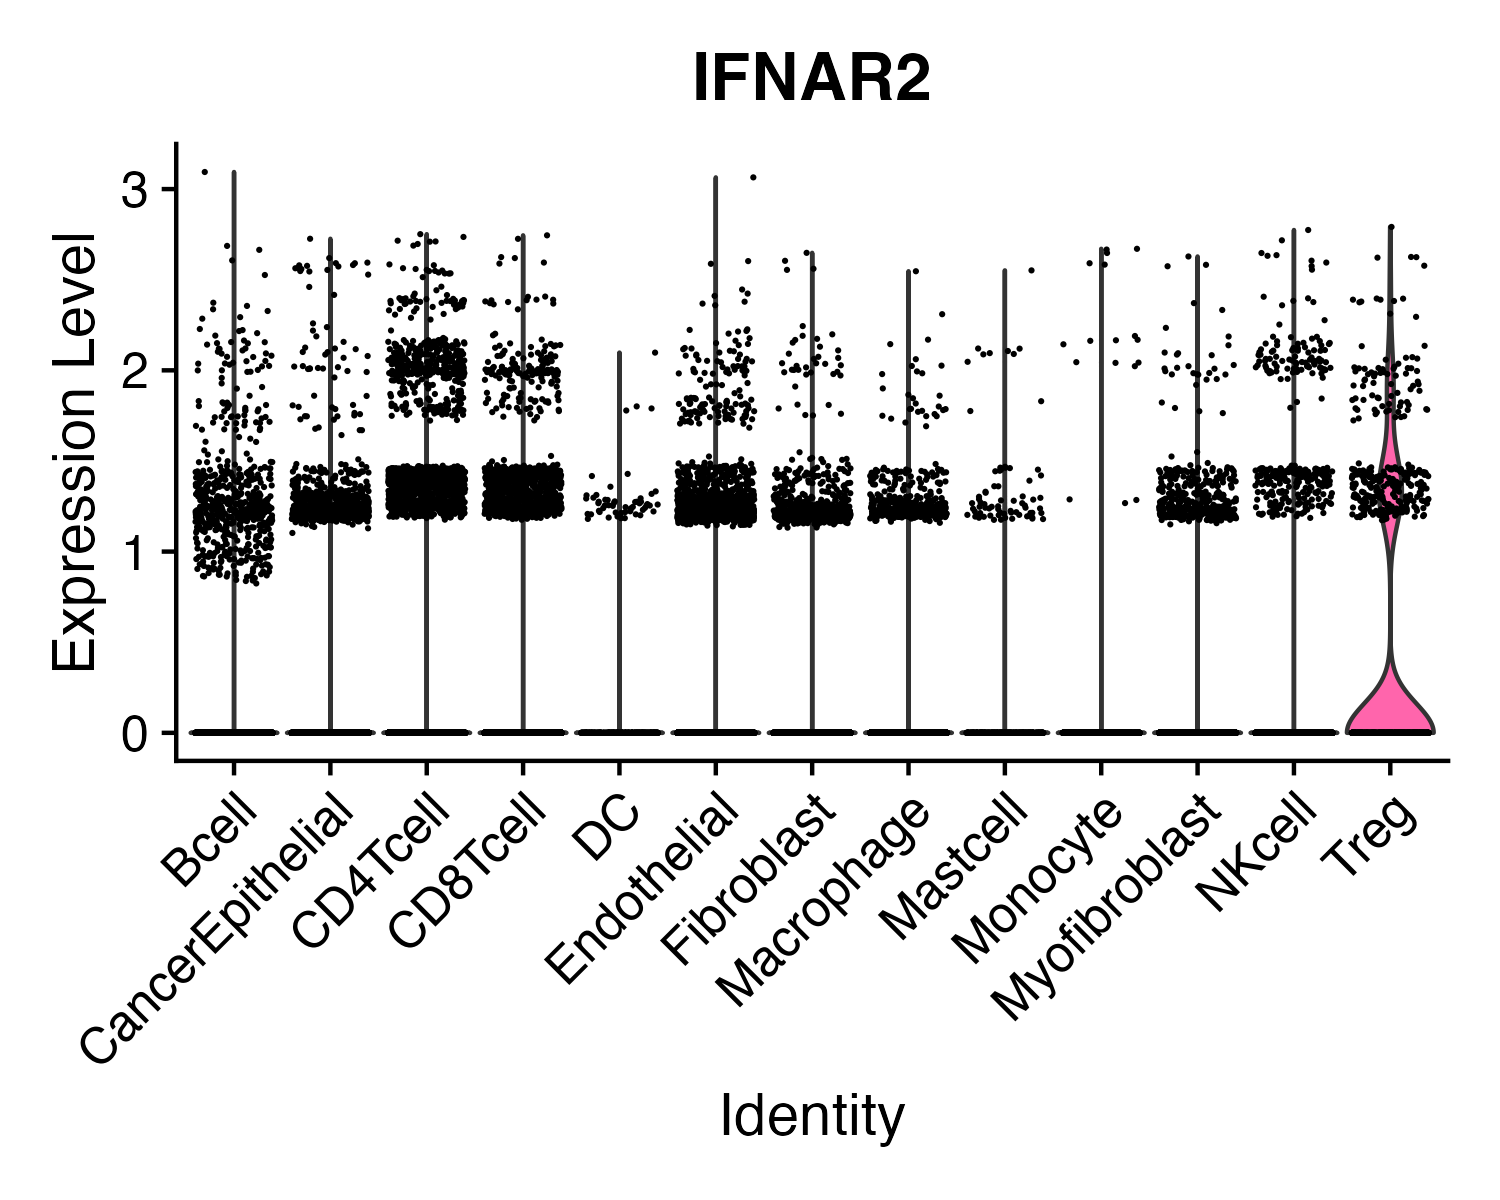 IFNAR2
Expression Level
3
2
1
0
Bcell
CancerEpithelial
CD4Tcell
CD8Tcell
DC
Endothelial
Fibroblast
Macrophage
Mastcell
Monocyte
Myofibroblast
NKcell
Treg
Identity